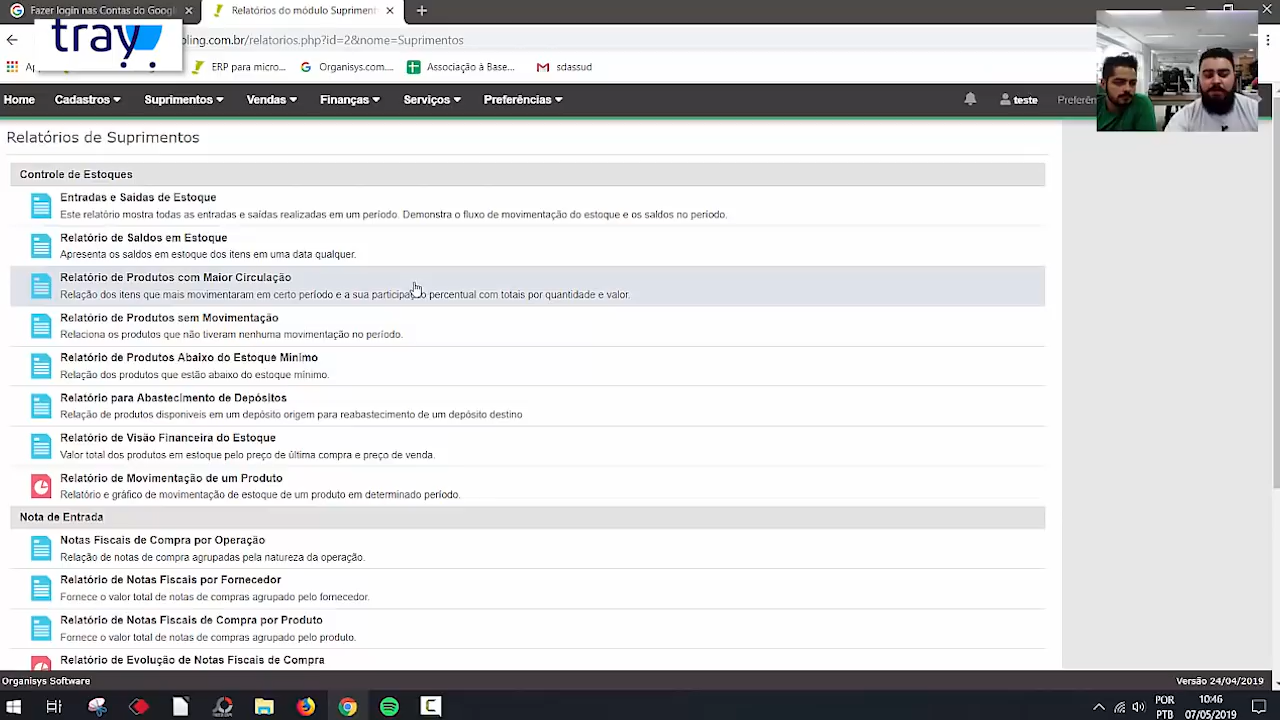 Fazer login nas Contas do Googl
Relatórios do módulo Suprimen
tray
oling.com.br/relatorios.php?id=2&nome=Suprimentos
Ap
ERP para micro...
Organisys.com....
Associar à Base...
sdassud
Home
Cadastros
Suprimentos
Vendas
Finanças
Serviços
Preferências
teste
Preferên
Relatórios de Suprimentos
Controle de Estoques
Entradas e Saídas de Estoque
Este relatório mostra todas as entradas e saídas realizadas em um período. Demonstra o fluxo de movimentação do estoque e os saldos no período.
Relatório de Saldos em Estoque
Apresenta os saldos em estoque dos itens em uma data qualquer.
Relatório de Produtos com Maior Circulação
Relação dos itens que mais movimentaram em certo período e a sua participação percentual com totais por quantidade e valor.
Relatório de Produtos sem Movimentação
Relaciona os produtos que não tiveram nenhuma movimentação no período.
Relatório de Produtos Abaixo do Estoque Mínimo
Relação dos produtos que estão abaixo do estoque mínimo.
Relatório para Abastecimento de Depósitos
Relação de produtos disponíveis em um depósito origem para reabastecimento de um depósito destino
Relatório de Visão Financeira do Estoque
Valor total dos produtos em estoque pelo preço de última compra e preço de venda.
Relatório de Movimentação de um Produto
Relatório e gráfico de movimentação de estoque de um produto em determinado período.
Nota de Entrada
Notas Fiscais de Compra por Operação
Relação de notas de compra agrupadas pela natureza da operação.
Relatório de Notas Fiscais por Fornecedor
Fornece o valor total de notas de compras agrupado pelo fornecedor.
Relatório de Notas Fiscais de Compra por Produto
Fornece o valor total de notas de compras agrupado pelo produto.
Relatório de Evolução de Notas Fiscais de Compra
Organisys Software
Versão 24/04/2019
POR
PTB
10:46
07/05/2019